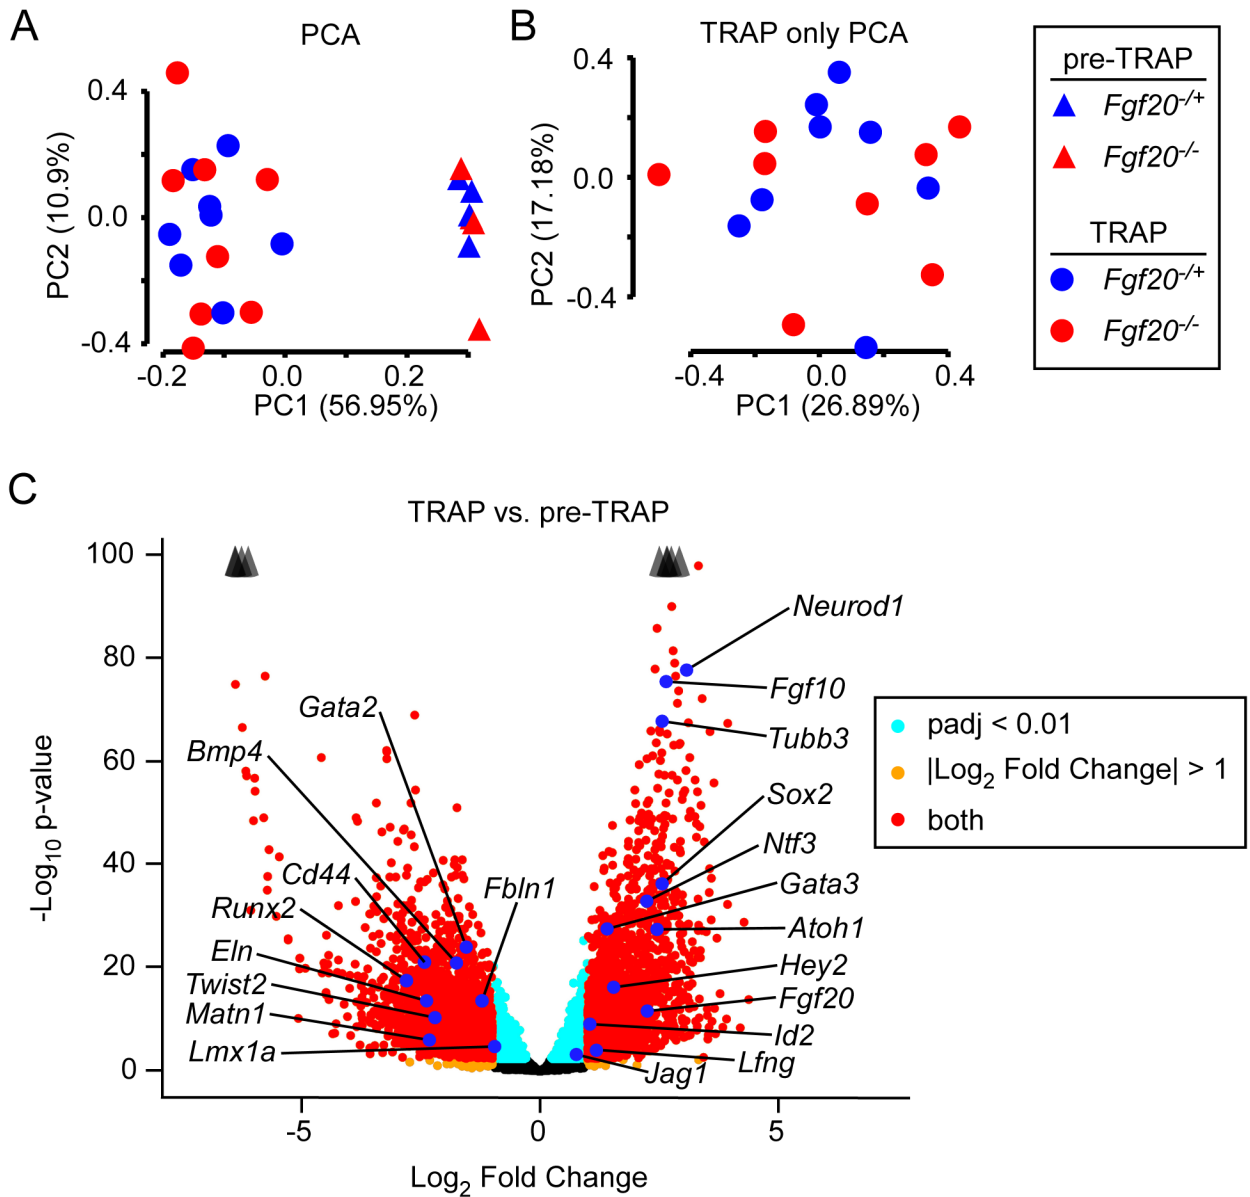 A
PCA
PC2 (10.9%)
0.4
0.0
-0.4
-0.2
0.0
0.2
PC1 (56.95%)
B
TRAP only PCA
PC2 (17.18%)
0.4
0.0
-0.4
-0.4
0.0
0.4
PC1 (26.89%)
pre-TRAP
Fgf20-/+
Fgf20-/-
TRAP
Fgf20-/+
Fgf20-/-
C
TRAP vs. pre-TRAP
-Log10 p-value
100
80
60
40
20
0
Gata2
Bmp4
Cd44
Fbln1
Runx2
Eln
Twist2
Matn1
Lmx1a
Neurod1
Fgf10
Tubb3
Sox2
Ntf3
Gata3
Atoh1
Hey2
Fgf20
Id2
Lfng
Jag1
-5
0
5
Log2 Fold Change
padj < 0.01
|Log2 Fold Change| > 1
both